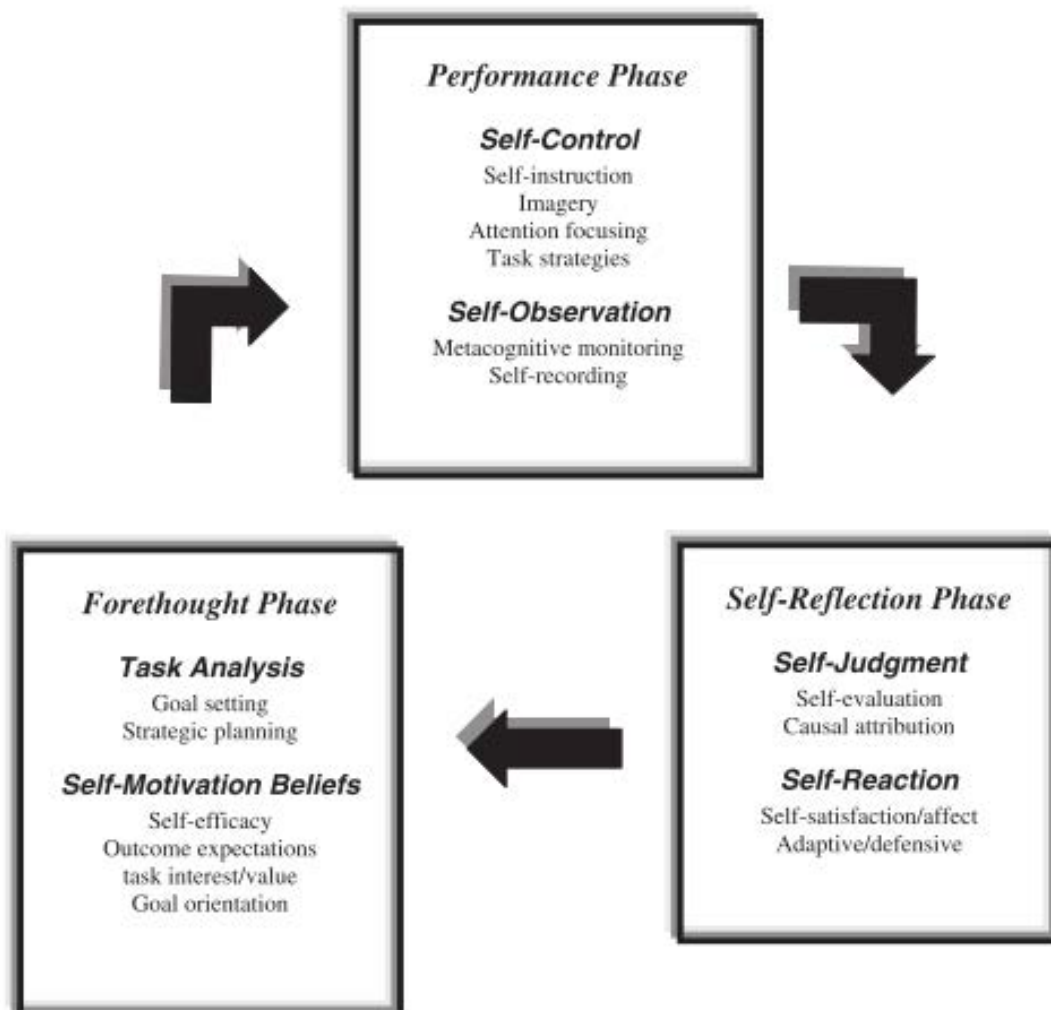 Performance Phase
Self-Control
Self-instruction
Imagery
Attention focusing
Task strategies
Self-Observation
Metacognitive monitoring
Self-recording
Forethought Phase
Task Analysis
Goal setting
Strategic planning
Self-Motivation Beliefs
Self-efficacy
Outcome expectations
task interest/value
Goal orientation
Self-Reflection Phase
Self-Judgment
Self-evaluation
Causal attribution
Self-Reaction
Self-satisfaction/affect
Adaptive/defensive